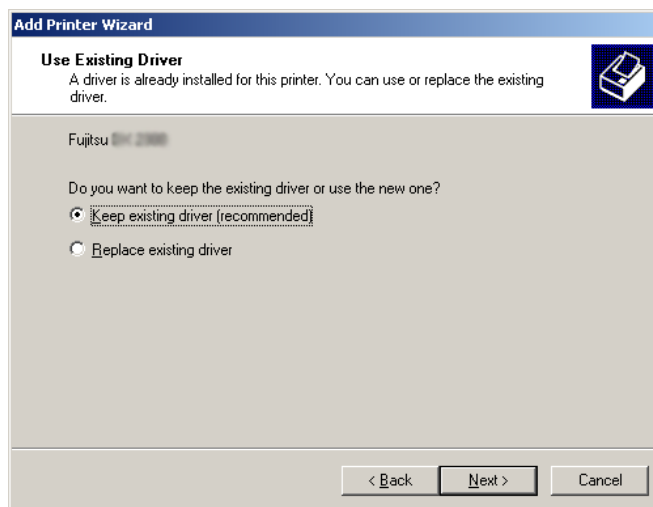 Add Printer Wizard
Use Existing Driver
A driver is already installed for this printer. You can use or replace the existing
driver.
Fujitsu
Do you want to keep the existing driver or use the new one?
Keep existing driver (recommended)
Replace existing driver
< Back
Next >
Cancel